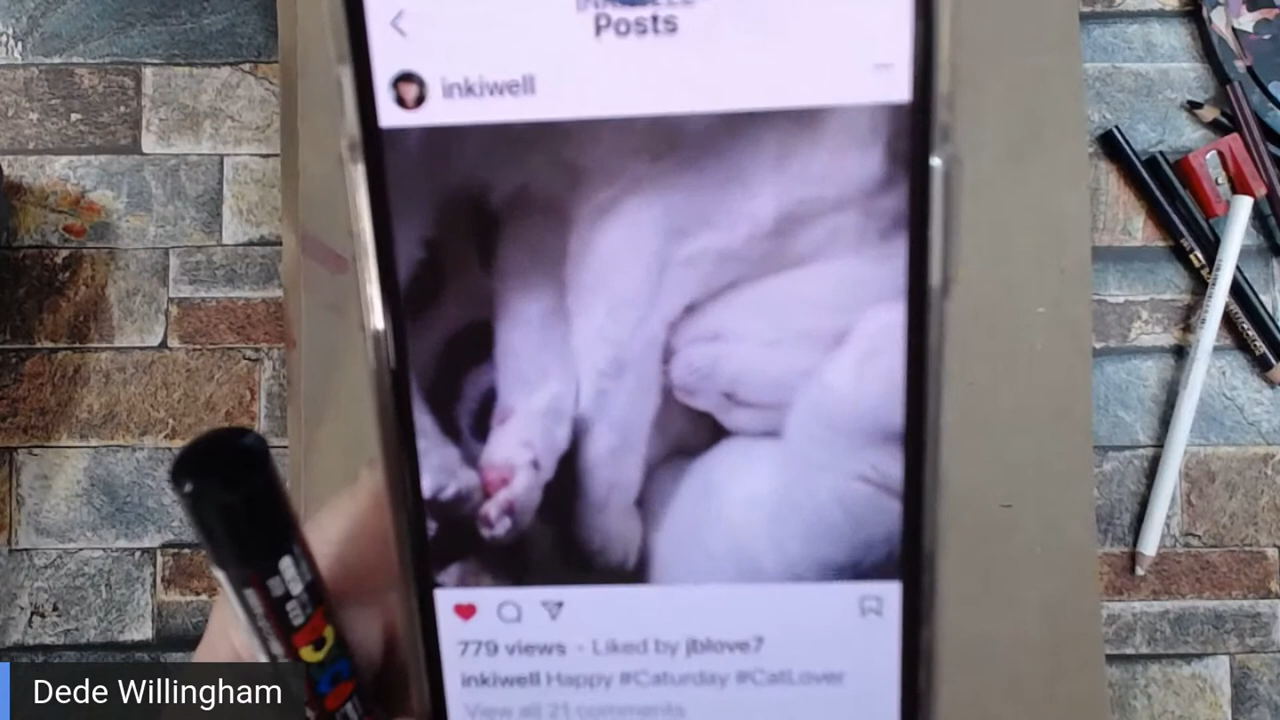 Posts
inkiwell
779 views · Liked by jblove7
inkiwell Happy #Caturday #CatLover
View all 21 comments
Dede Willingham